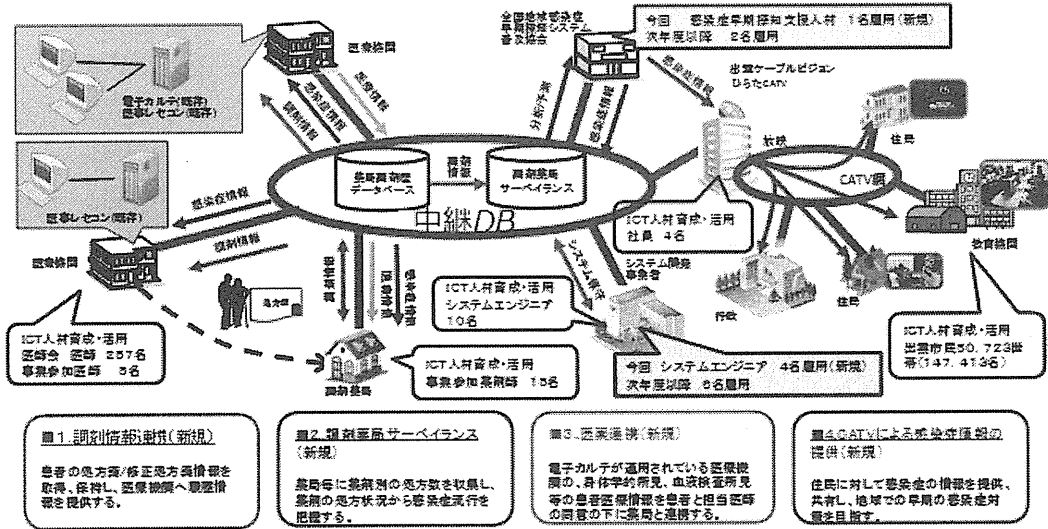 全国地域感染症
早期探知システム
普及協会
今回 感染症早期探知支援人材 1名雇用(新規)
次年度以降 2名雇用
医療機関
電子カルテ(既存)
医事レセコン(既存)
医療情報
感染症情報
調剤情報
分析/予測
感染症情報
感染症情報
出雲ケーブルビジョン
ひらたCATV
放映
住民
医事レセコン(既存)
感染症情報
調剤情報
医療機関
薬局調剤歴
データベース
調剤
情報
調剤薬局
サーベイランス
中継DB
CATV網
教育機関
ICT人材育成・活用
社員 4名
システム開発
事業者
システム保守
行政
住民
処方箋
調剤情報
医療情報
感染症情報
ICT人材育成・活用
システムエンジニア
10名
ICT人材育成・活用
医師会 医師 257名
事業参加医師 5名
調剤薬局
ICT人材育成・活用
事業参加薬剤師 15名
今回 システムエンジニア 4名雇用(新規)
次年度以降 6名雇用
ICT人材育成・活用
出雲市民50,723世
帯(147,413名)
■1.調剤情報連携(新規)
患者の処方箋/修正処方箋情報を
取得、保持し、医療機関へ履歴情
報を提供する。
■2.調剤薬局サーベイランス
(新規)
薬局毎に薬剤別の処方数を収集し、
薬剤の処方状況から感染症流行を
把握する。
■3.医薬連携(新規)
電子カルテが運用されている医療機
関の、身体学的所見、血液検査所見
等の患者医療情報を患者と担当医師
の同意の下に薬局と連携する。
■4.CATVによる感染症情報の
提供(新規)
住民に対して感染症の情報を提供、
共有し、地域での早期の感染症対
策を目指す。